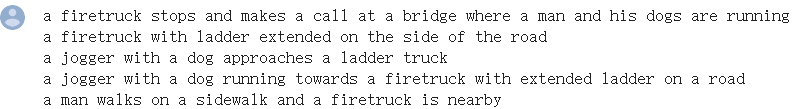 a firetruck stops and makes a call at a bridge where a man and his dogs are running
a firetruck with ladder extended on the side of the road
a jogger with a dog approaches a ladder truck
a jogger with a dog running towards a firetruck with extended ladder on a road
a man walks on a sidewalk and a firetruck is nearby